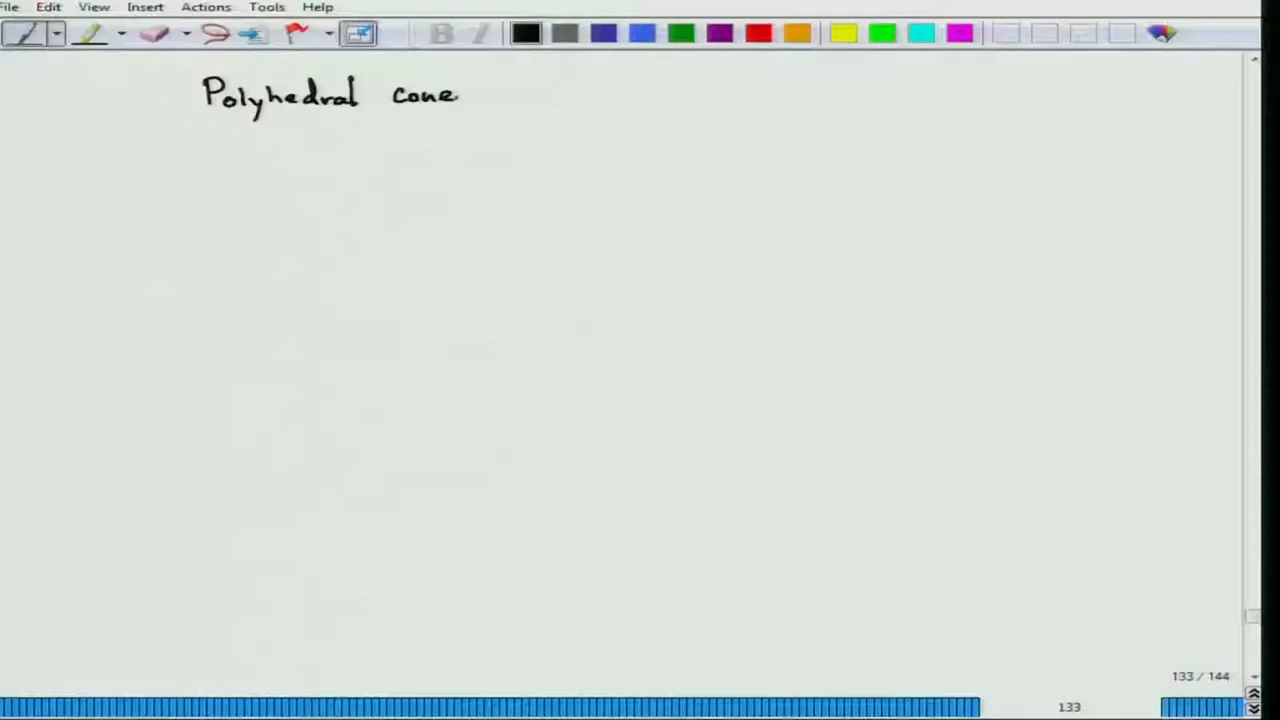 File Edit View Insert Actions Tools Help
B I
Polyhedral cone
133 / 144
133